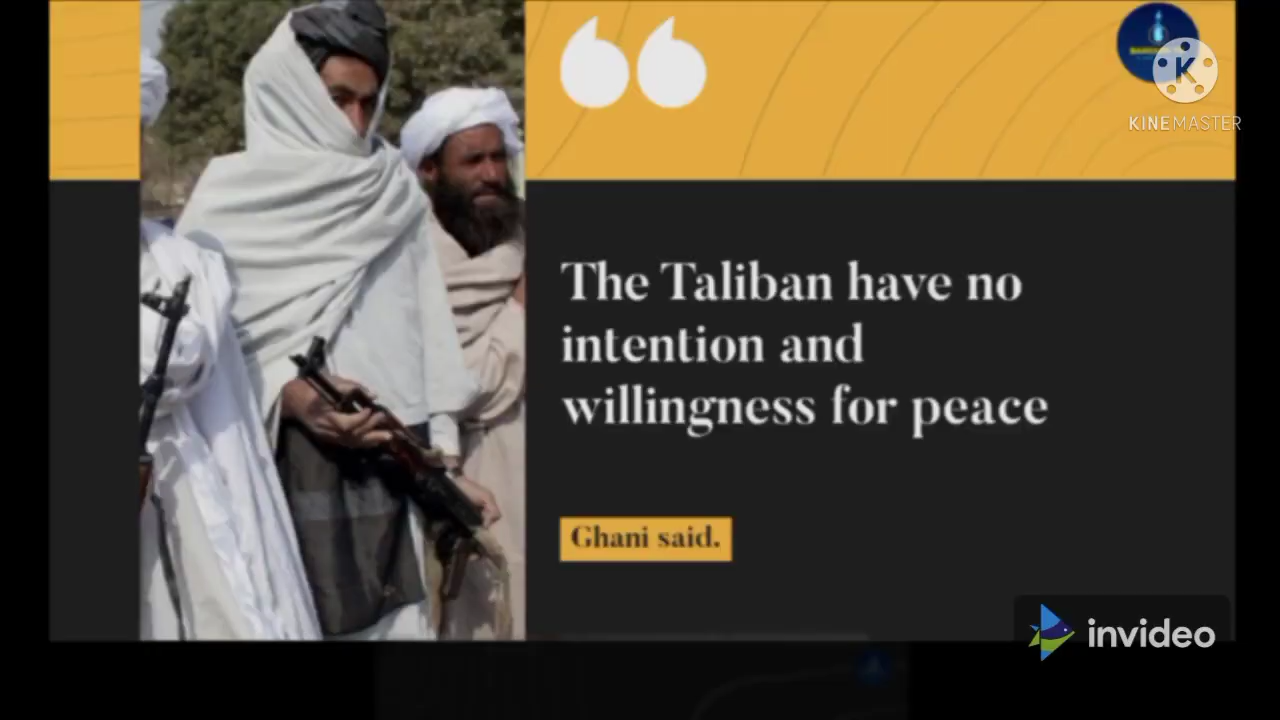 K
KINEMASTER
The Taliban have no
intention and
willingness for peace
Ghani said.
invideo